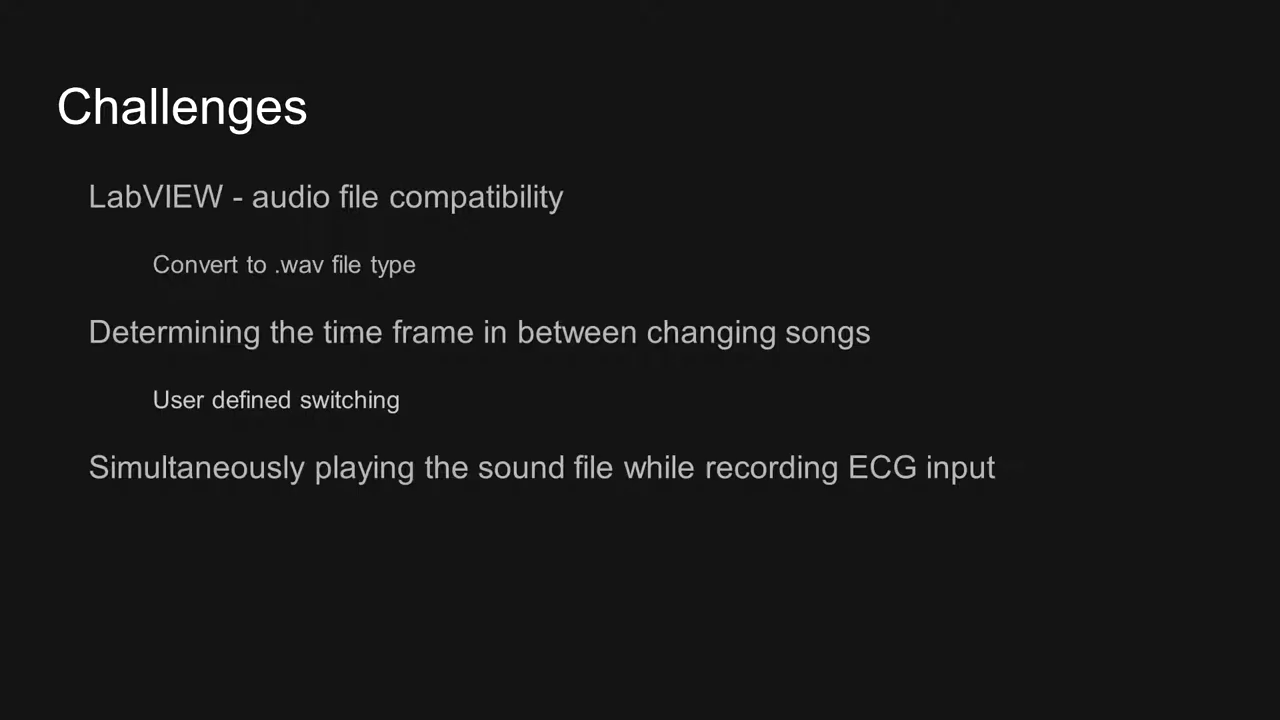 Challenges
LabVIEW - audio file compatibility
Convert to .wav file type
Determining the time frame in between changing songs
User defined switching
Simultaneously playing the sound file while recording ECG input